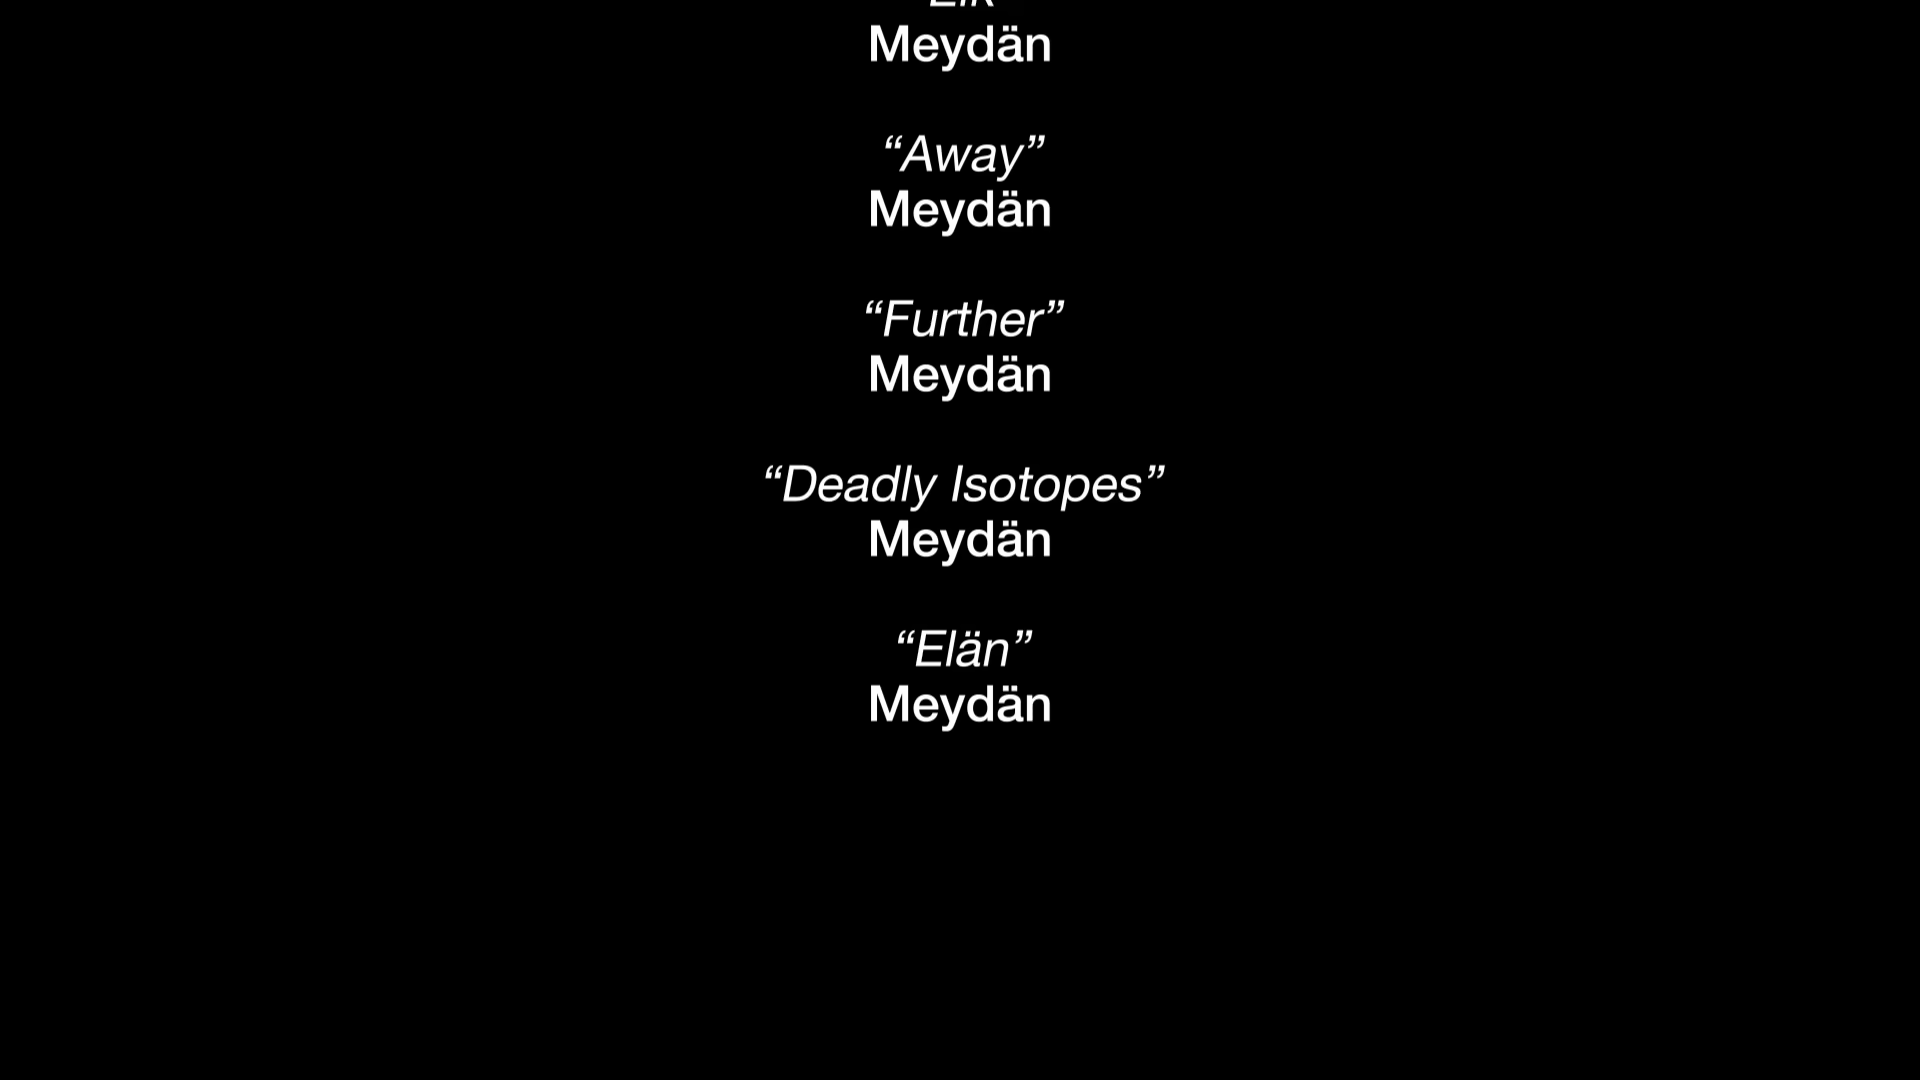 Meydän
“Away”
Meydän
“Further”
Meydän
“Deadly Isotopes”
Meydän
“Elän”
Meydän